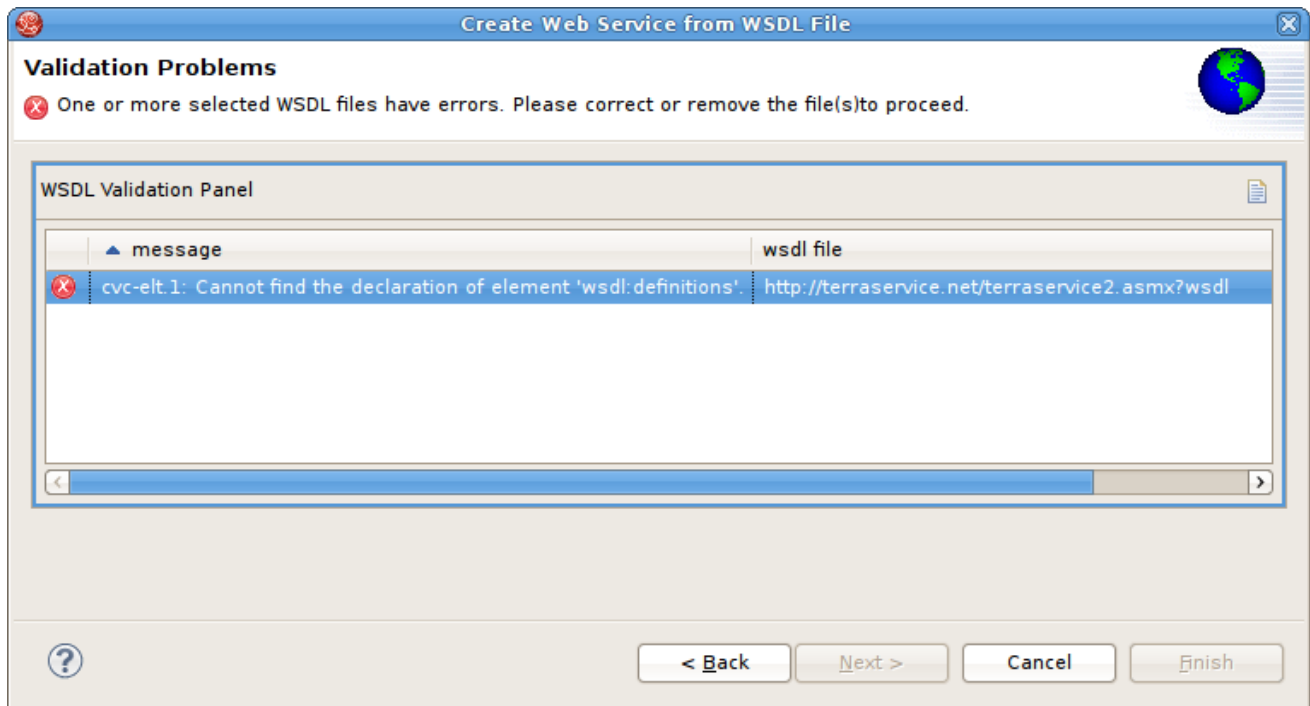 Create Web Service from WSDL File
Validation Problems
One or more selected WSDL files have errors. Please correct or remove the file(s)to proceed.
WSDL Validation Panel
message wsdl file
cvc-elt.1: Cannot find the declaration of element 'wsdl:definitions'. http://terraservice.net/terraservice2.asmx?wsdl
< Back Next > Cancel Finish